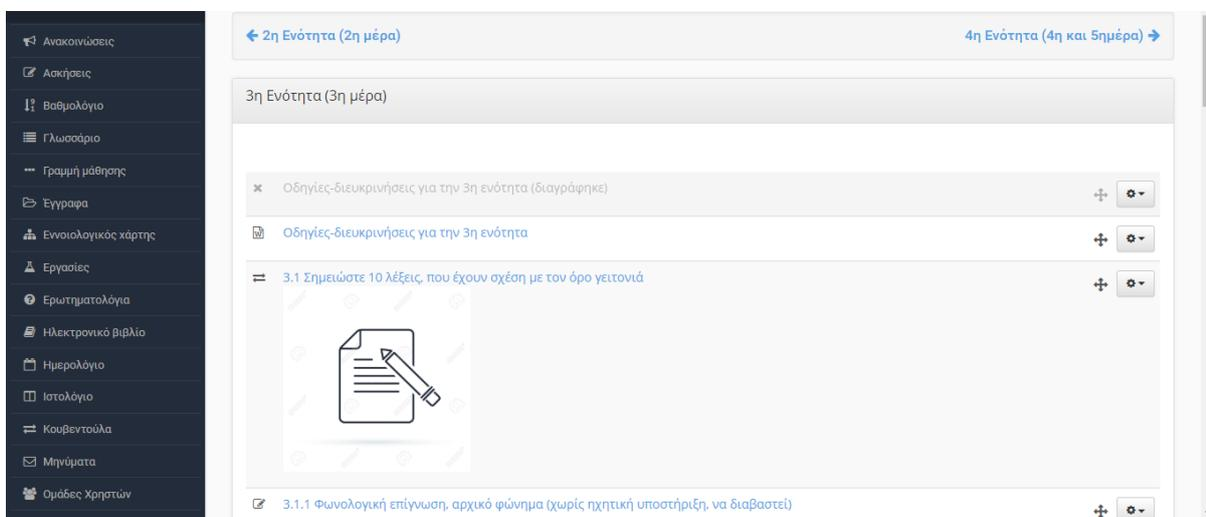 Ανακοινώσεις
Ασκήσεις
Βαθμολόγιο
Γλωσσάριο
Γραμμή μάθησης
Έγγραφα
Εννοιολογικός χάρτης
Εργασίες
Ερωτηματολόγια
Ηλεκτρονικό βιβλίο
Ημερολόγιο
Ιστολόγιο
Κουβεντούλα
Μηνύματα
Ομάδες Χρηστών
2η Ενότητα (2η μέρα)
4η Ενότητα (4η και 5ημέρα)
3η Ενότητα (3η μέρα)
Οδηγίες-διευκρινήσεις για την 3η ενότητα (διαγράφηκε)
Οδηγίες-διευκρινήσεις για την 3η ενότητα
3.1 Σημειώστε 10 λέξεις, που έχουν σχέση με τον όρο γειτονιά
3.1.1 Φωνολογική επίγνωση, αρχικό φώνημα (χωρίς ηχητική υποστήριξη, να διαβαστεί)